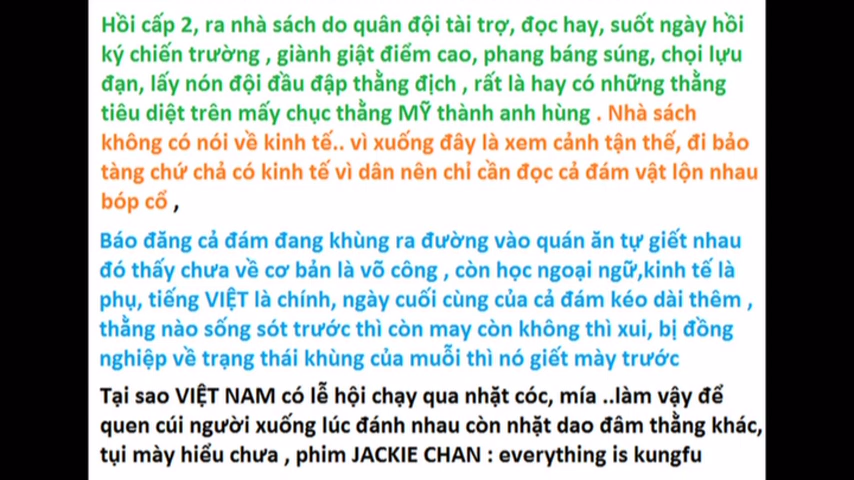 Hồi cấp 2, ra nhà sách do quân đội tài trợ, đọc hay, suốt ngày hồi
ký chiến trường , giành giật điểm cao, phang báng súng, chọi lựu
đạn, lấy nón đội đầu đập thằng địch , rất là hay có những thằng
tiêu diệt trên mấy chục thằng MỸ thành anh hùng . Nhà sách
không có nói về kinh tế.. vì xuống đây là xem cảnh tận thế, đi bảo
tàng chứ chả có kinh tế vì dân nên chỉ cần đọc cả đám vật lộn nhau
bóp cổ ,
Báo đăng cả đám đang khùng ra đường vào quán ăn tự giết nhau
đó thấy chưa về cơ bản là võ công , còn học ngoại ngữ,kinh tế là
phụ, tiếng VIỆT là chính, ngày cuối cùng của cả đám kéo dài thêm ,
thằng nào sống sót trước thì còn may còn không thì xui, bị đồng
nghiệp về trạng thái khùng của muỗi thì nó giết mày trước
Tại sao VIỆT NAM có lễ hội chạy qua nhặt cóc, mía ..làm vậy để
quen cúi người xuống lúc đánh nhau còn nhặt dao đâm thằng khác,
tụi mày hiểu chưa , phim JACKIE CHAN : everything is kungfu